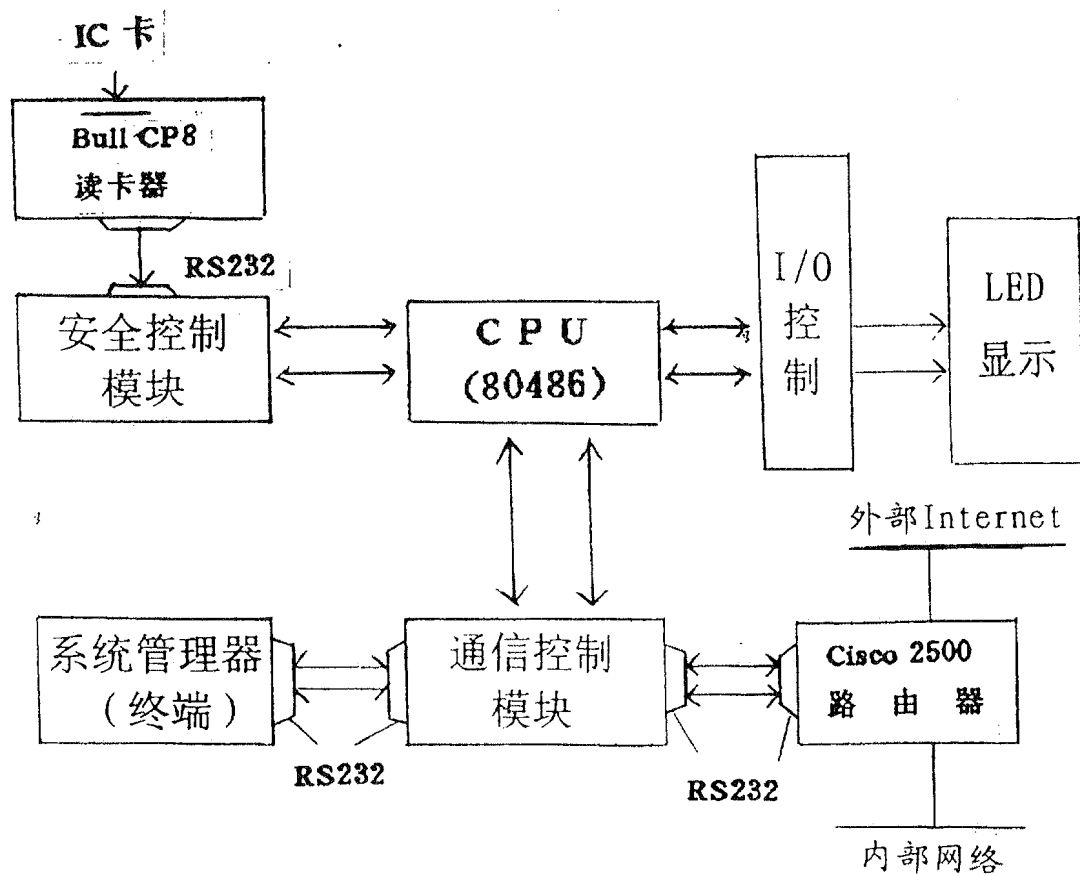 IC 卡
Bull CP8
读卡器
RS232
安全控制
模块
CPU
(80486)
I/O
控
制
LED
显示
外部Internet
系统管理器
(终端)
RS232
通信控制
模块
RS232
Cisco 2500
路由器
内部网络